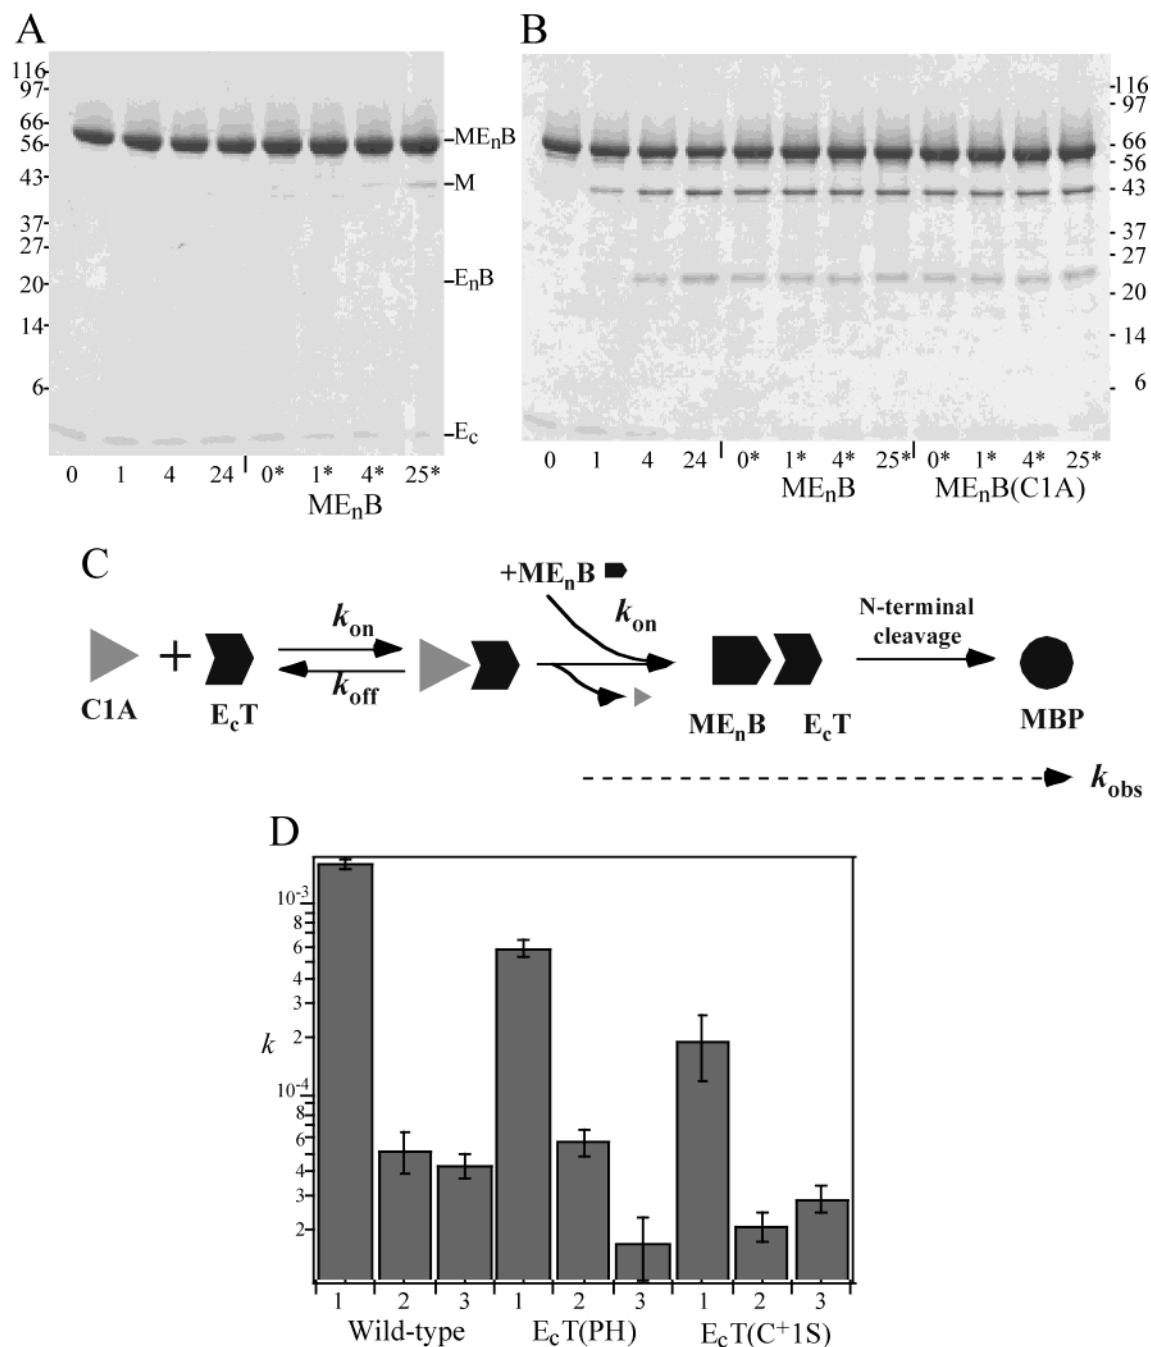 A
116
97
66
56
43
37
27
20
14
6
MEnB
M
EnB
Ec
0 1 4 24 0* 1* 4* 25*
MEnB
B
116
97
66
56
43
37
27
20
14
6
0 1 4 24 0* 1* 4* 25* 0* 1* 4* 25*
MEnB MEnB(C1A)
C
+MEnB
kon kon
N-terminal
cleavage
+
koff
C1A EcT MEnB EcT MBP
kobs
D
k
10-3
8
6
4
3
2
10-4
8
6
4
3
2
1 2 3 1 2 3 1 2 3
Wild-type EcT(PH) EcT(C+1S)